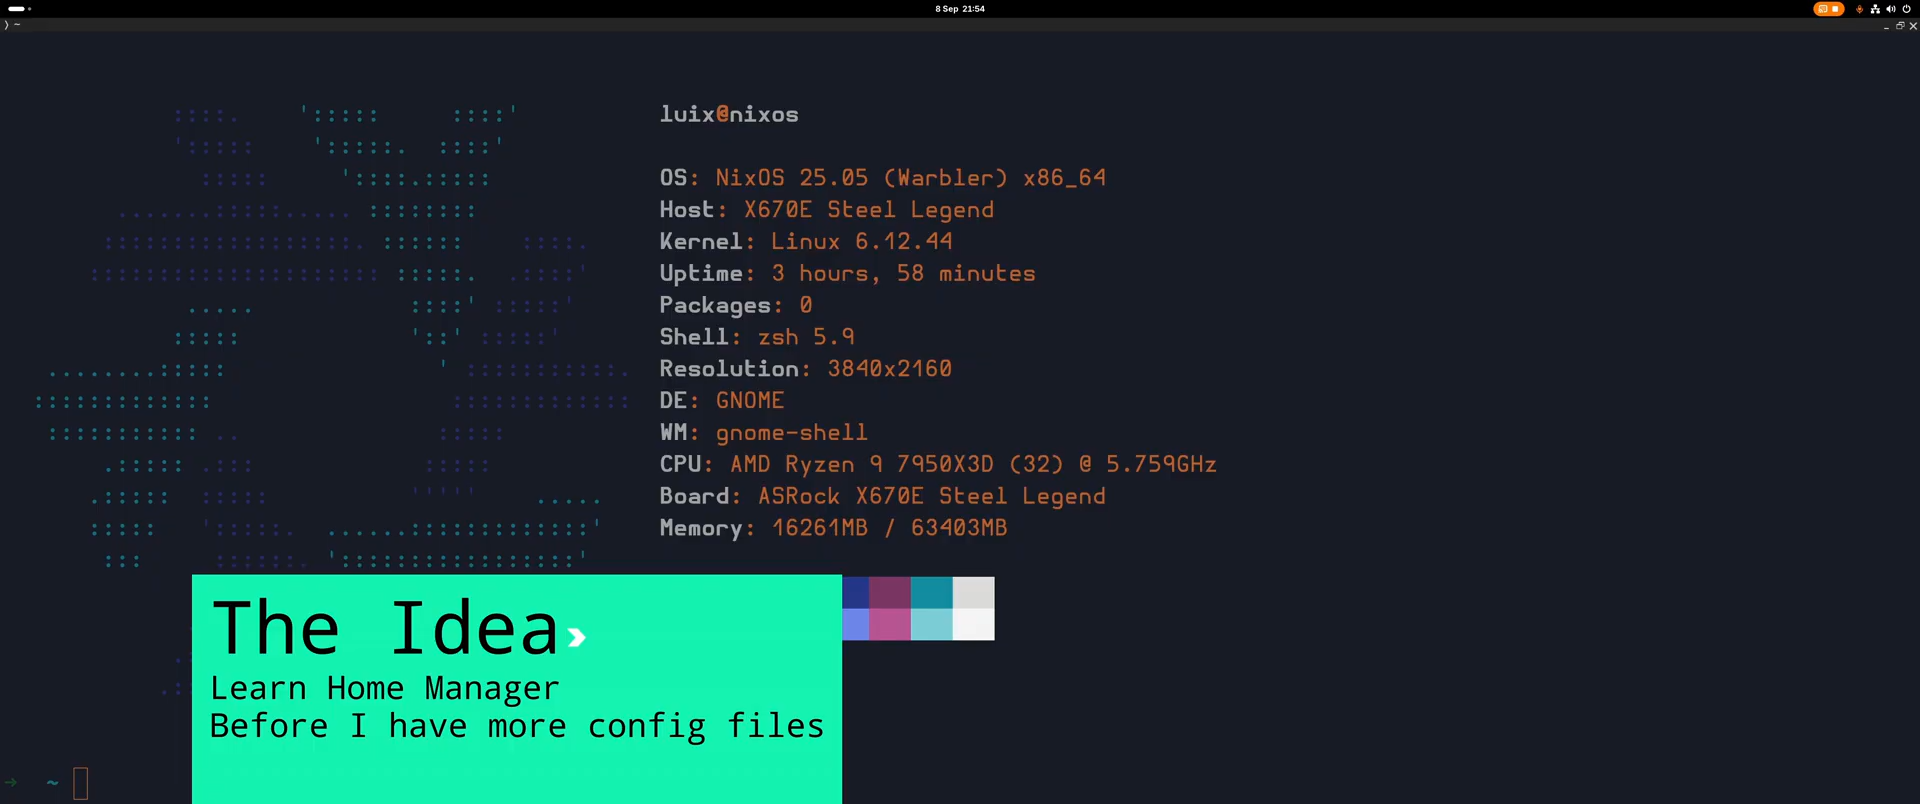 8 Sep 21:54
~
luix@nixos
OS: NixOS 25.05 (Warbler) x86_64
Host: X670E Steel Legend
Kernel: Linux 6.12.44
Uptime: 3 hours, 58 minutes
Packages: 0
Shell: zsh 5.9
Resolution: 3840x2160
DE: GNOME
WM: gnome-shell
CPU: AMD Ryzen 9 7950X3D (32) @ 5.759GHz
Board: ASRock X670E Steel Legend
Memory: 16261MB / 63403MB
The Idea
Learn Home Manager
Before I have more config files
→ ~